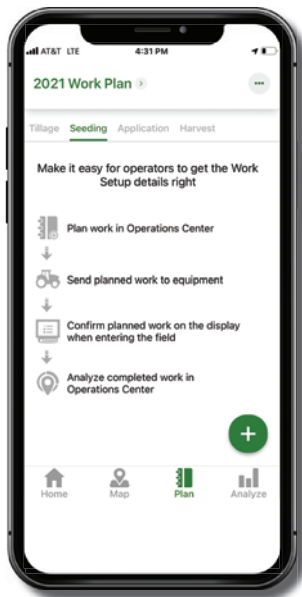 AT&T LTE 4:31 PM
2021 Work Plan
Tillage Seeding Application Harvest
Make it easy for operators to get the Work
Setup details right
Plan work in Operations Center
Send planned work to equipment
Confirm planned work on the display
when entering the field
Analyze completed work in
Operations Center
Home Map Plan Analyze